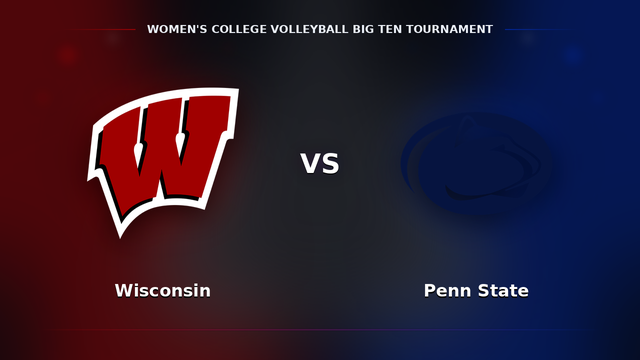 WOMEN'S COLLEGE VOLLEYBALL BIG TEN TOURNAMENT
W
VS
Wisconsin
Penn State